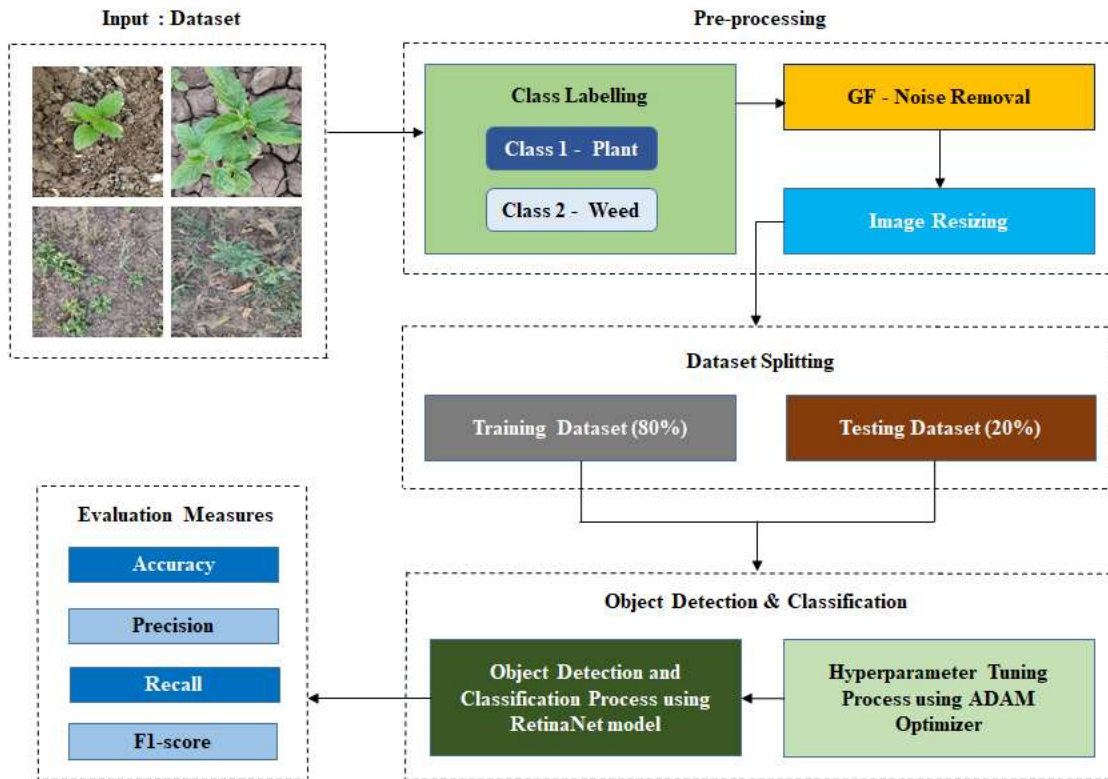 Input : Dataset
Pre-processing
Class Labelling
Class 1 - Plant
Class 2 - Weed
GF - Noise Removal
Image Resizing
Dataset Splitting
Training Dataset (80%)
Testing Dataset (20%)
Evaluation Measures
Accuracy
Precision
Recall
F1-score
Object Detection & Classification
Object Detection and
Classification Process using
RetinaNet model
Hyperparameter Tuning
Process using ADAM
Optimizer